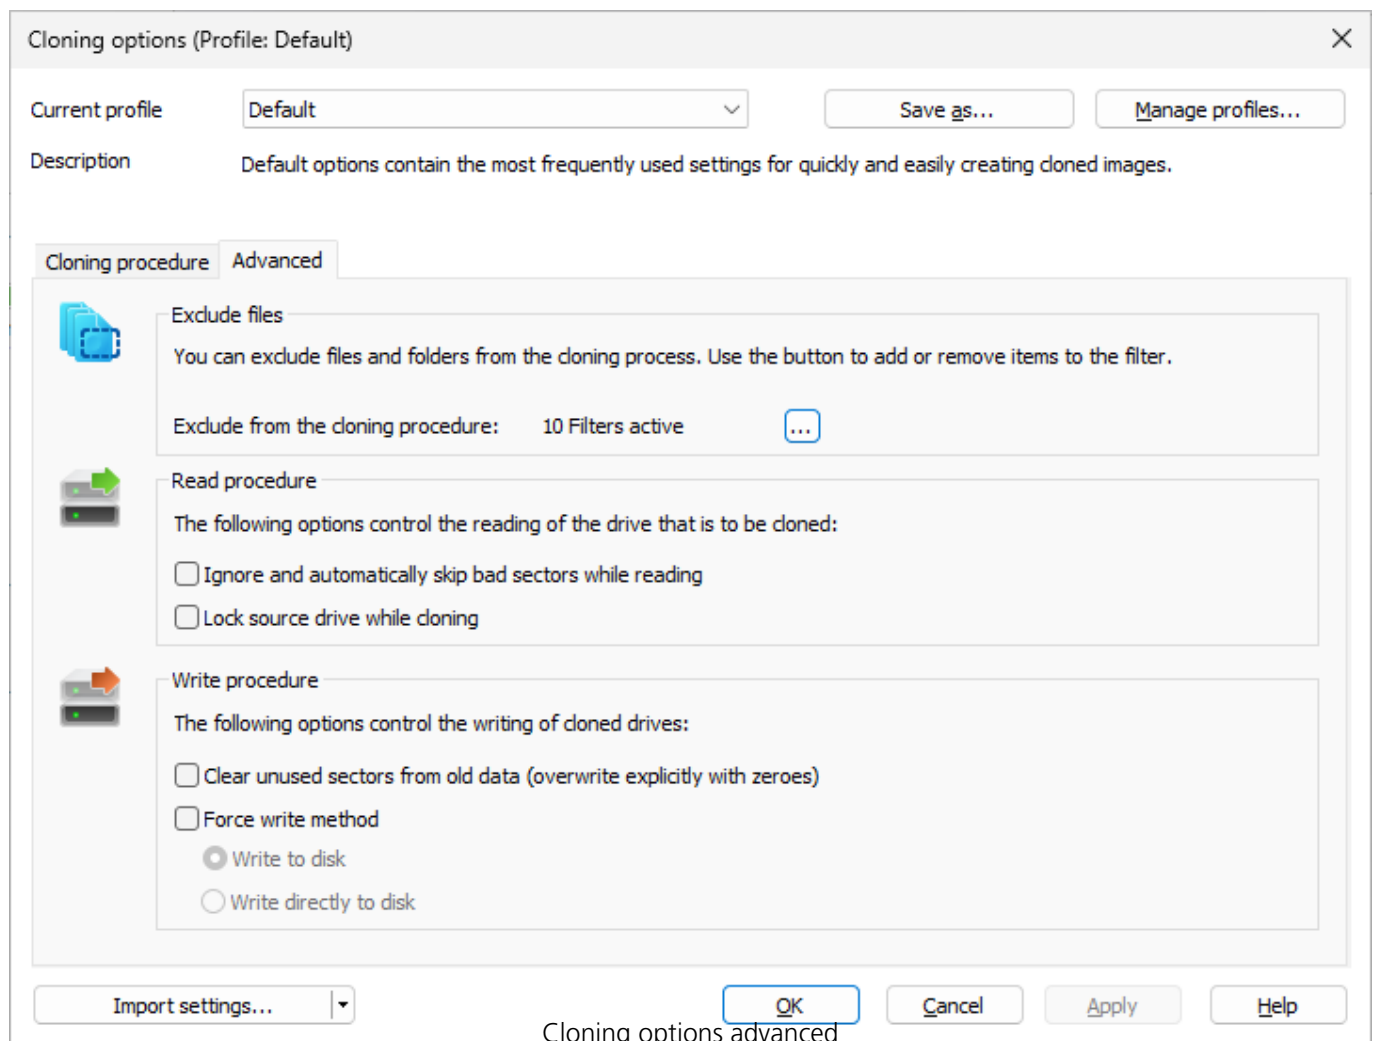 Cloning options (Profile: Default)
Current profile Default Save as... Manage profiles...
Description Default options contain the most frequently used settings for quickly and easily creating cloned images.
Cloning procedure Advanced
Exclude files
You can exclude files and folders from the cloning process. Use the button to add or remove items to the filter.
Exclude from the cloning procedure: 10 Filters active ...
Read procedure
The following options control the reading of the drive that is to be cloned:
Ignore and automatically skip bad sectors while reading
Lock source drive while cloning
Write procedure
The following options control the writing of cloned drives:
Clear unused sectors from old data (overwrite explicitly with zeroes)
Force write method
Write to disk
Write directly to disk
Import settings... OK Cancel Apply Help
Cloning options advanced